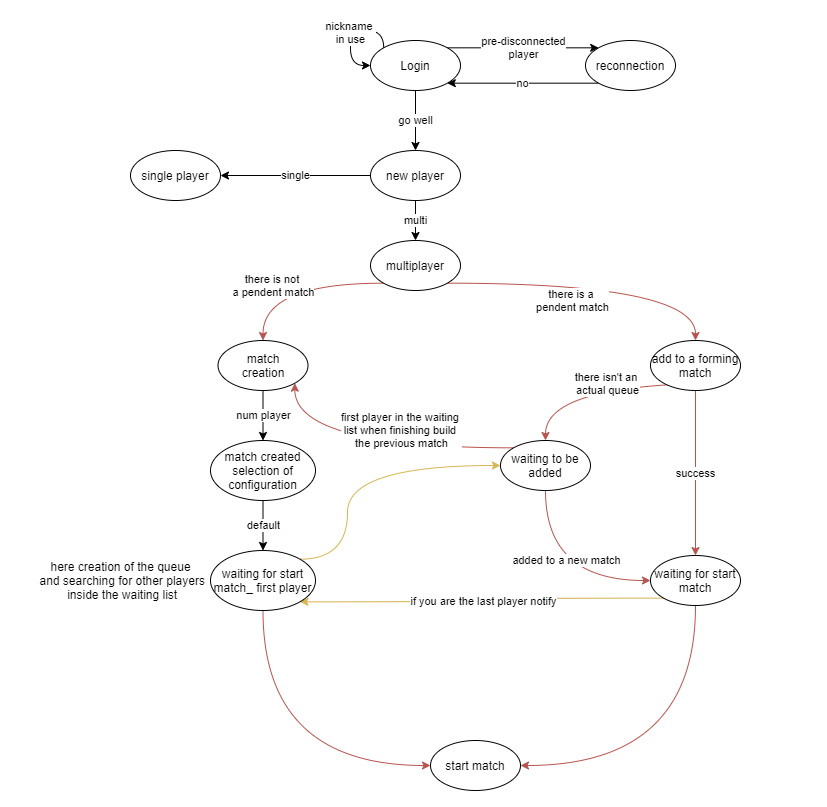 nickname
in use
pre-disconnected
player
Login
reconnection
no
go well
single player
single
new player
multi
multiplayer
there is not
a pendent match
there is a
pendent match
match
creation
add to a forming
match
there isn't an
actual queue
num player
first player in the waiting
list when finishing build
the previous match
match created
selection of
configuration
waiting to be
added
success
default
here creation of the queue
and searching for other players
inside the waiting list
waiting for start
match_ first player
added to a new match
waiting for start
match
if you are the last player notify
start match